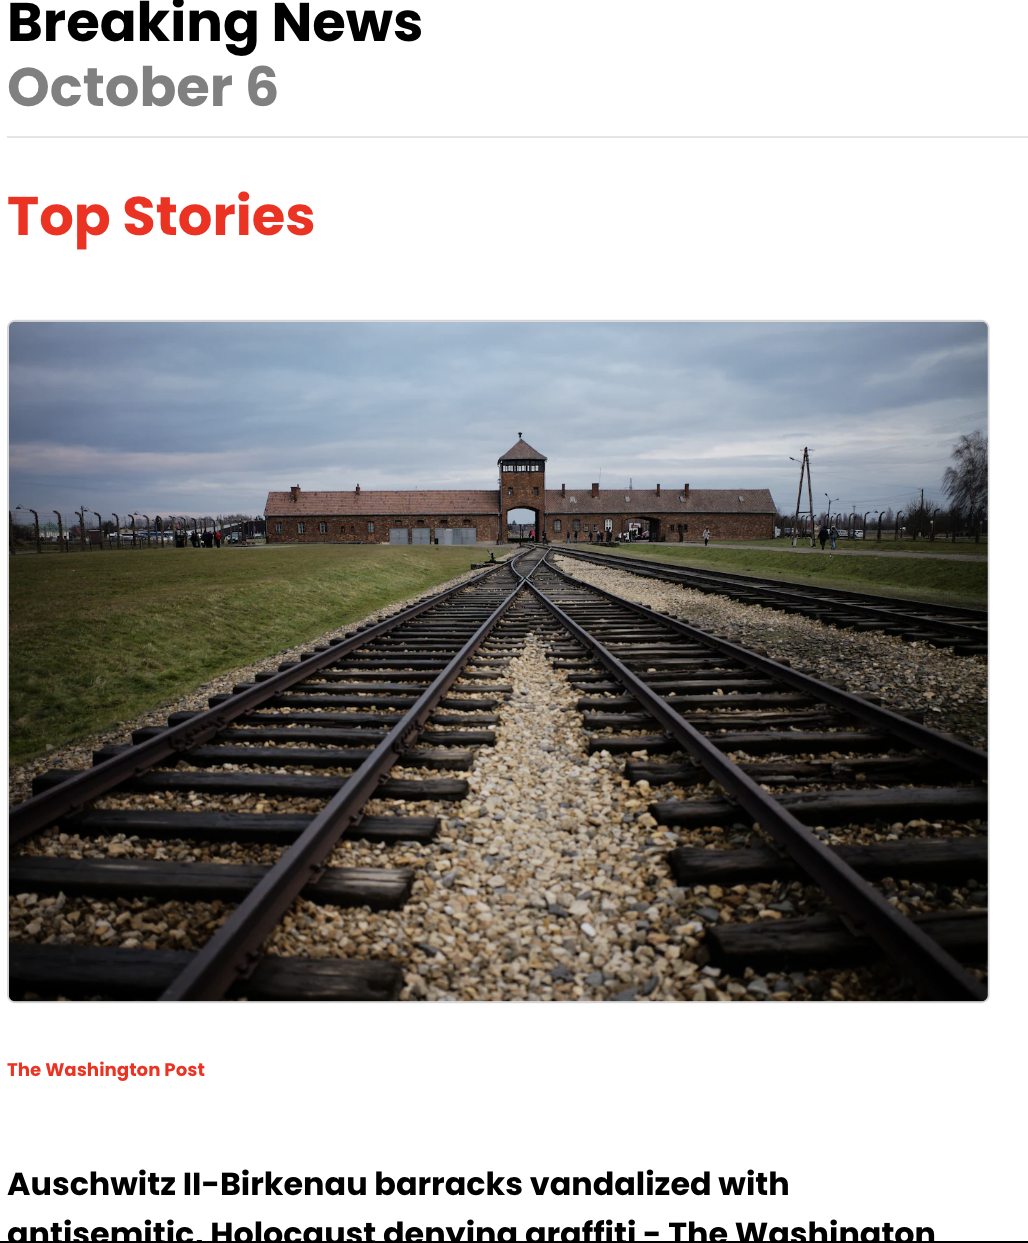 Breaking News
October 6
Top Stories
The Washington Post
Auschwitz II-Birkenau barracks vandalized with
antisemitic, Holocaust denying graffiti - The Washington